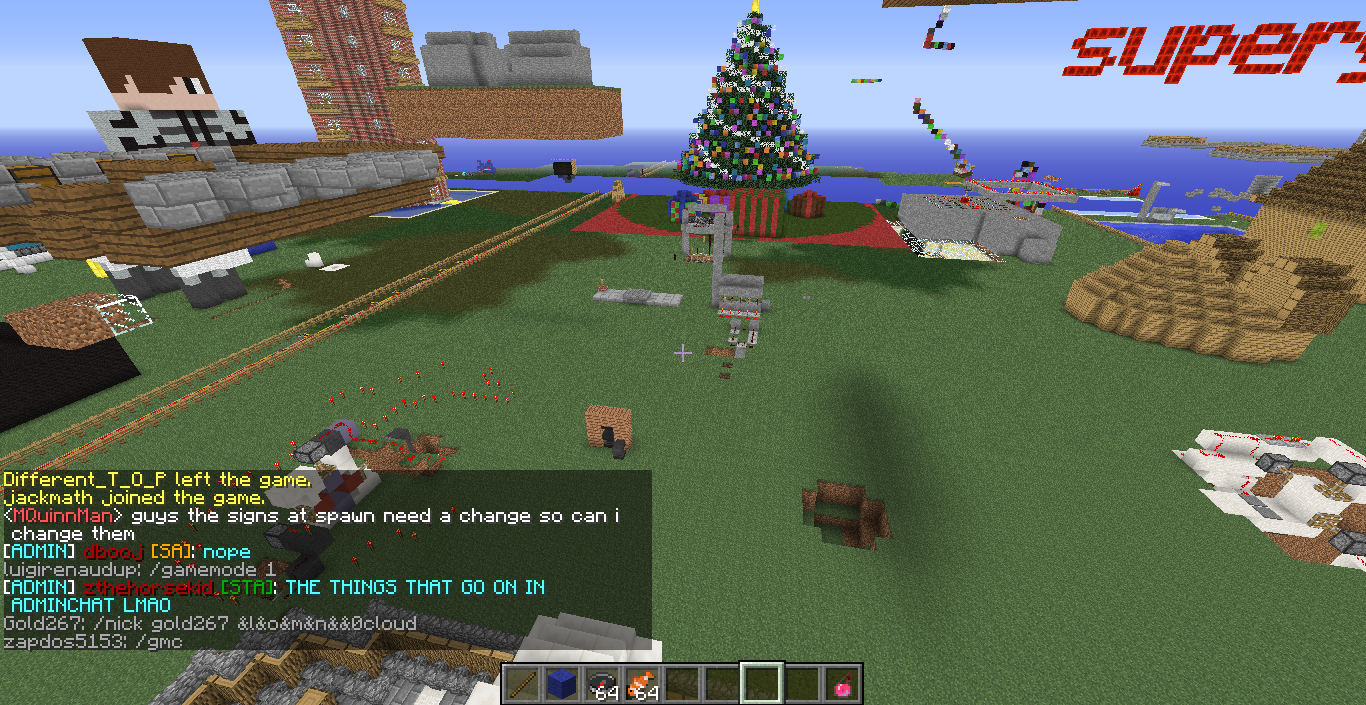 supers
Different_T_O_P left the game.
jackmath joined the game.
<MQuinnMan> guys the signs at spawn need a change so can i
change them
[ADMIN] dbooj [SA]: nope
luigirenaudup: /gamemode 1
[ADMIN] zthehorsekid [STA]: THE THINGS THAT GO ON IN
ADMINCHAT LMAO
Gold267: /nick gold267 &l&o&m&n&&0cloud
zapdos5153: /gmc
64 64